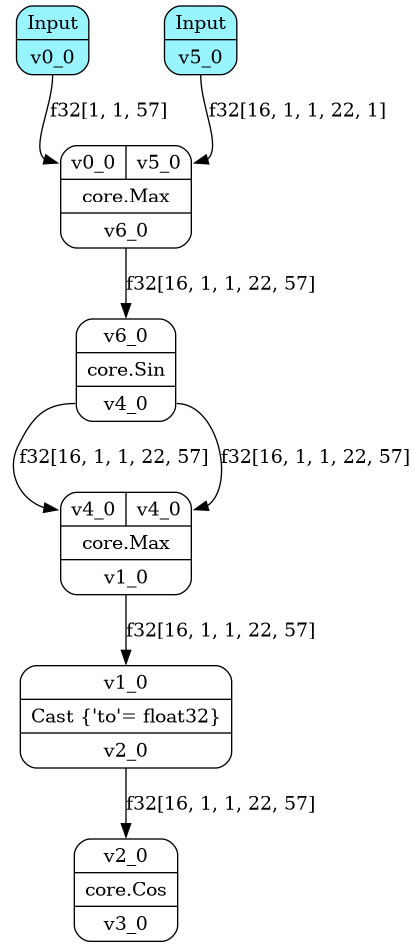 Input Input
v0_0 v5_0
f32[1, 1, 57] f32[16, 1, 1, 22, 1]
v0_0 v5_0
core.Max
v6_0
f32[16, 1, 1, 22, 57]
v6_0
core.Sin
v4_0
f32[16, 1, 1, 22, 57] f32[16, 1, 1, 22, 57]
v4_0 v4_0
core.Max
v1_0
f32[16, 1, 1, 22, 57]
v1_0
Cast {'to'= float32}
v2_0
f32[16, 1, 1, 22, 57]
v2_0
core.Cos
v3_0